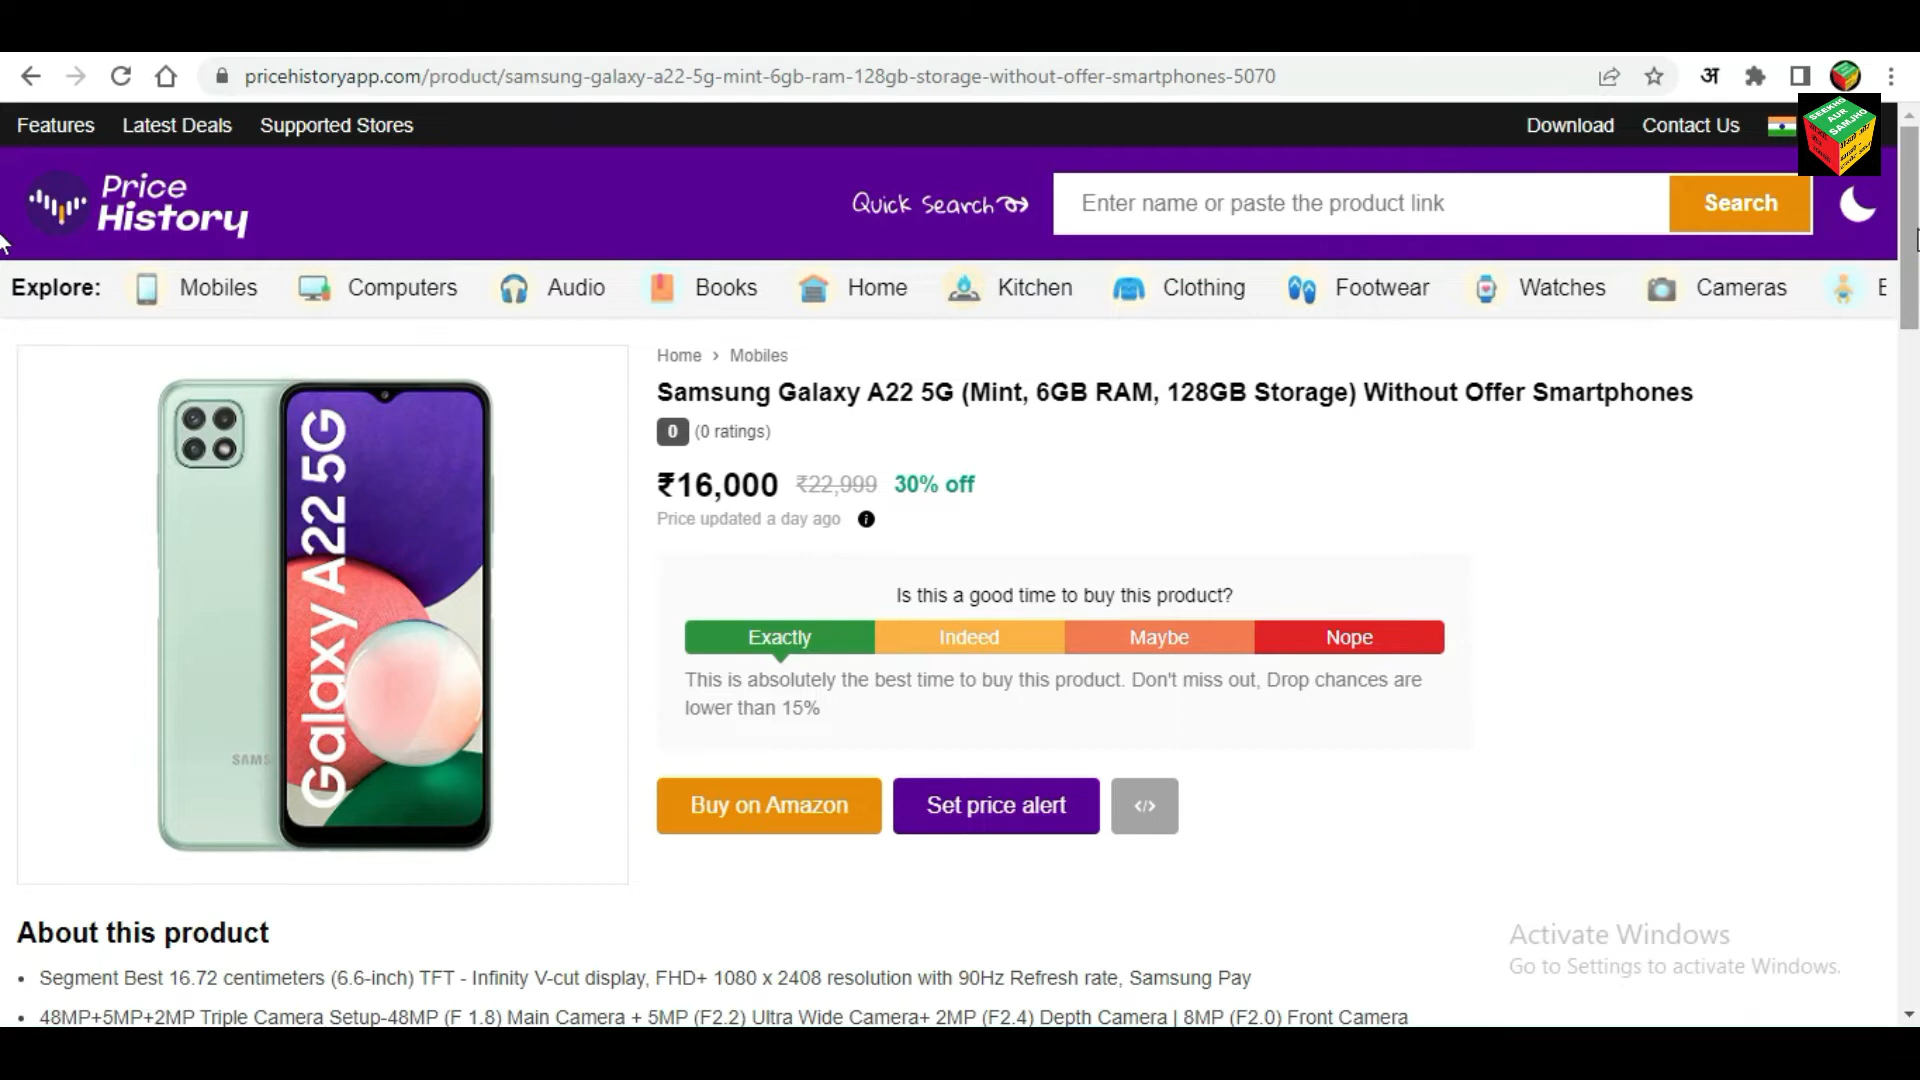 pricehistoryapp.com/product/samsung-galaxy-a22-5g-mint-6gb-ram-128gb-storage-without-offer-smartphones-5070
अ
Features Latest Deals Supported Stores Download Contact Us
SEEKHO AUR SAMJHO
Price History
Quick Search
Enter name or paste the product link
Search
Explore: Mobiles Computers Audio Books Home Kitchen Clothing Footwear Watches Cameras
Home › Mobiles
Samsung Galaxy A22 5G (Mint, 6GB RAM, 128GB Storage) Without Offer Smartphones
0 (0 ratings)
₹16,000 ₹22,999 30% off
Price updated a day ago
Galaxy A22 5G
SAMS
Is this a good time to buy this product?
Exactly Indeed Maybe Nope
This is absolutely the best time to buy this product. Don't miss out, Drop chances are
lower than 15%
Buy on Amazon Set price alert </>
About this product
• Segment Best 16.72 centimeters (6.6-inch) TFT - Infinity V-cut display, FHD+ 1080 x 2408 resolution with 90Hz Refresh rate, Samsung Pay
• 48MP+5MP+2MP Triple Camera Setup-48MP (F 1.8) Main Camera + 5MP (F2.2) Ultra Wide Camera+ 2MP (F2.4) Depth Camera | 8MP (F2.0) Front Camera
Activate Windows
Go to Settings to activate Windows.